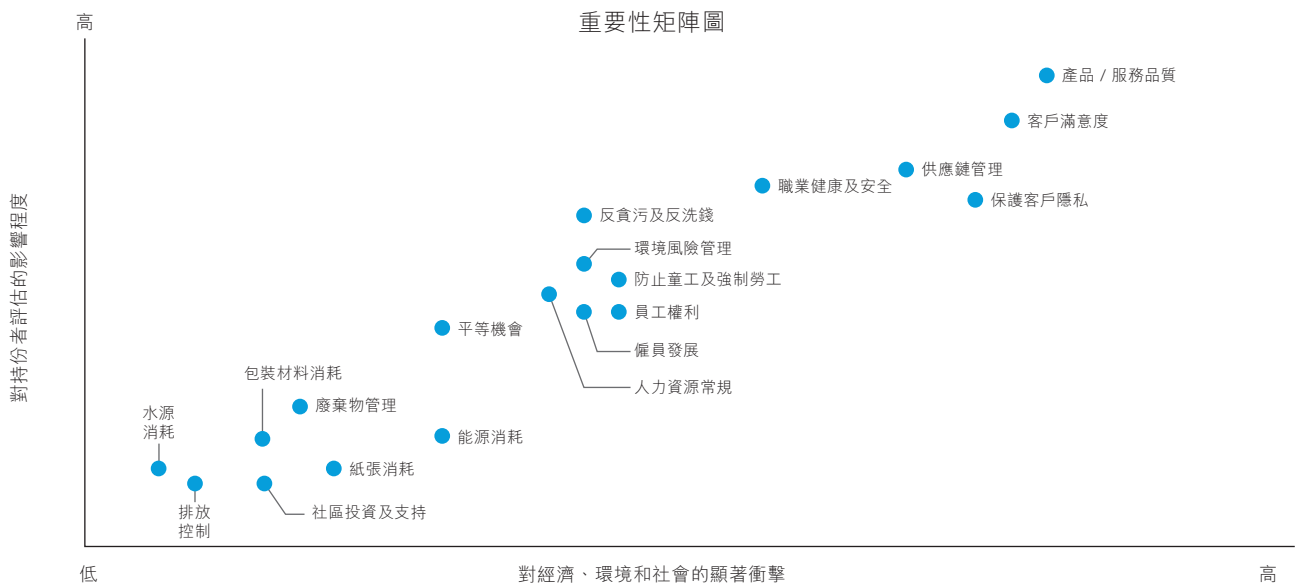 高
重要性矩陣圖
產品 / 服務品質
客戶滿意度
供應鏈管理
職業健康及安全
保護客戶隱私
反貪污及反洗錢
環境風險管理
防止童工及強制勞工
員工權利
平等機會
僱員發展
人力資源常規
包裝材料消耗
廢棄物管理
水源
消耗
能源消耗
紙張消耗
排放
控制
社區投資及支持
對持份者評估的影響程度
低
對經濟、環境和社會的顯著衝擊
高